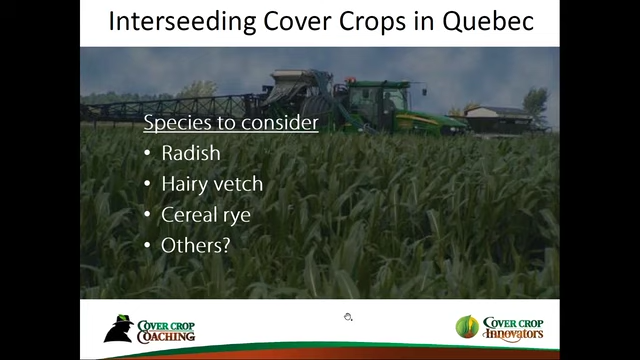 Interseeding Cover Crops in Quebec
Species to consider
• Radish
• Hairy vetch
• Cereal rye
• Others?
COVER CROP
COACHING
COVER CROP
Innovators